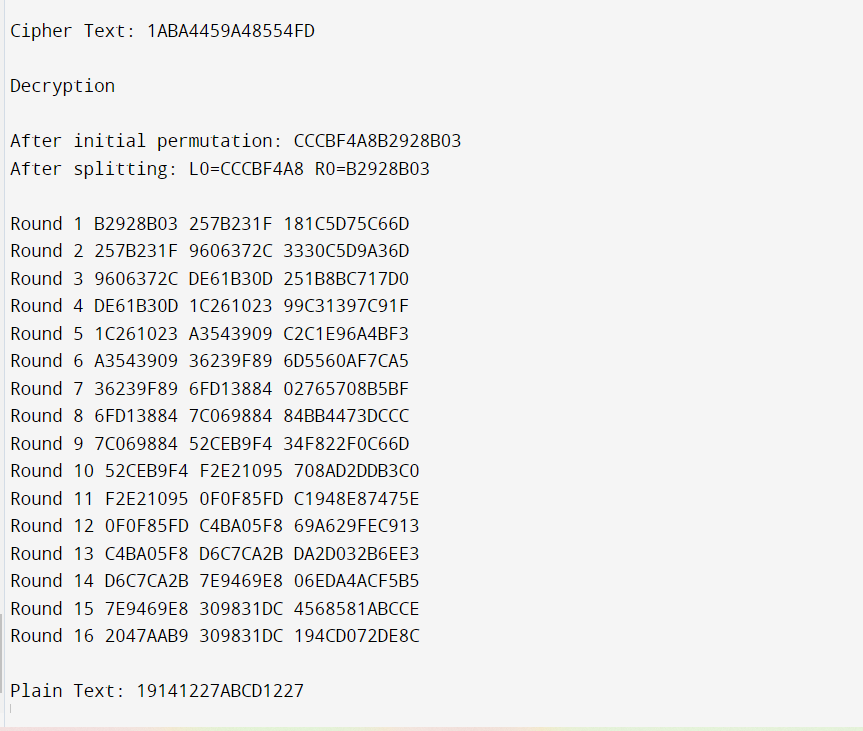 Cipher Text: 1ABA4459A48554FD
Decryption
After initial permutation: CCCBF4A8B2928B03
After splitting: L0=CCCBF4A8 R0=B2928B03
Round 1 B2928B03 257B231F 181C5D75C66D
Round 2 257B231F 9606372C 3330C5D9A36D
Round 3 9606372C DE61B30D 251B8BC717D0
Round 4 DE61B30D 1C261023 99C31397C91F
Round 5 1C261023 A3543909 C2C1E96A4BF3
Round 6 A3543909 36239F89 6D5560AF7CA5
Round 7 36239F89 6FD13884 02765708B5BF
Round 8 6FD13884 7C069884 84BB4473DCCC
Round 9 7C069884 52CEB9F4 34F822F0C66D
Round 10 52CEB9F4 F2E21095 708AD2DDB3C0
Round 11 F2E21095 0F0F85FD C1948E87475E
Round 12 0F0F85FD C4BA05F8 69A629FEC913
Round 13 C4BA05F8 D6C7CA2B DA2D032B6EE3
Round 14 D6C7CA2B 7E9469E8 06EDA4ACF5B5
Round 15 7E9469E8 309831DC 4568581ABCCE
Round 16 2047AAB9 309831DC 194CD072DE8C
Plain Text: 19141227ABCD1227